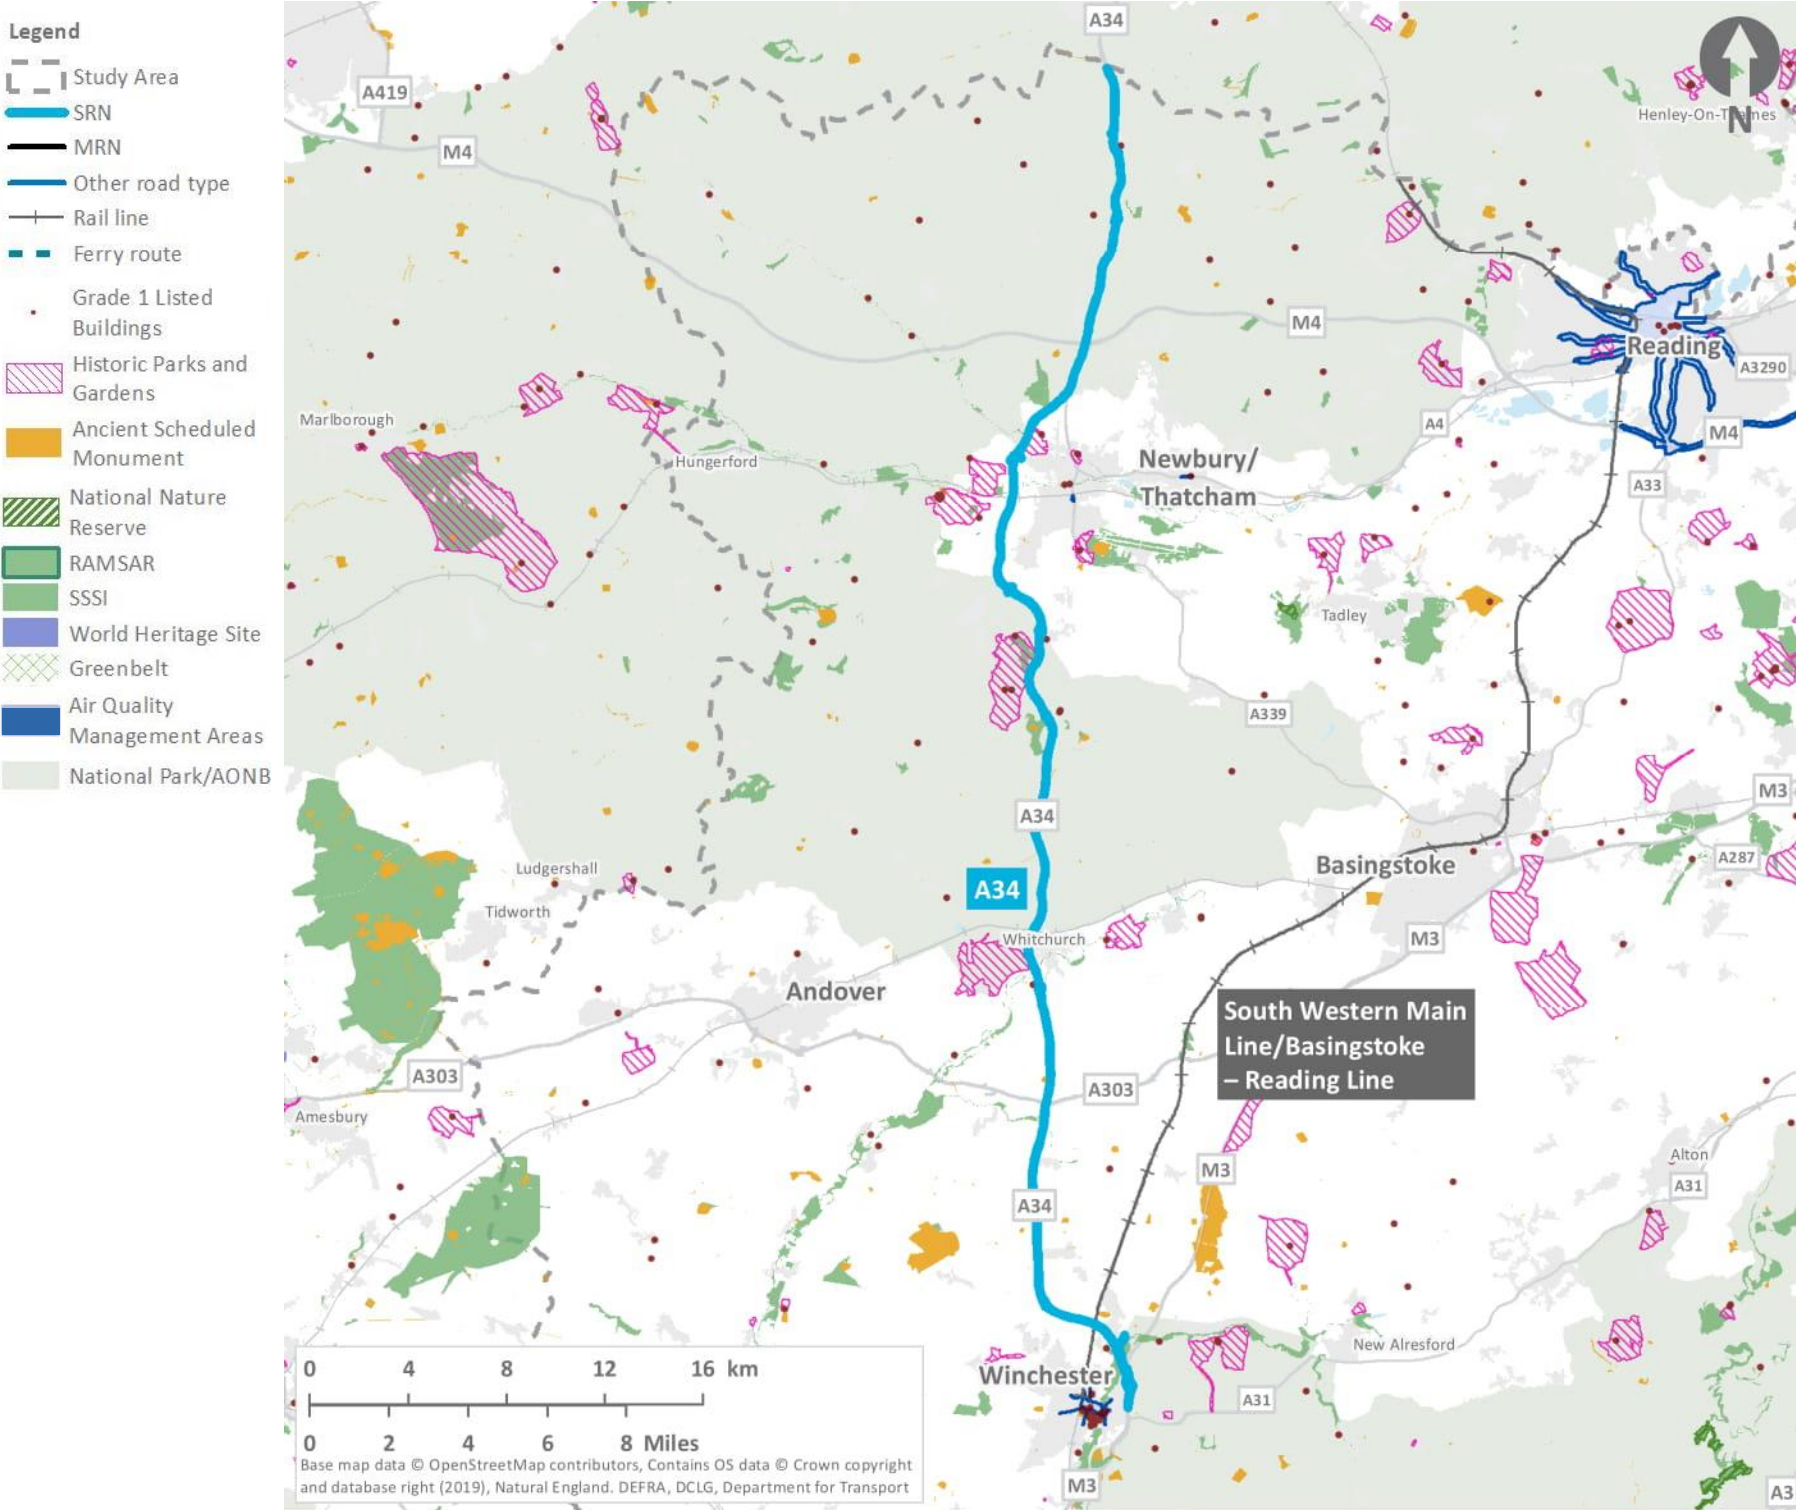 Legend
Study Area
SRN
MRN
Other road type
Rail line
Ferry route
Grade 1 Listed
Buildings
Historic Parks and
Gardens
Ancient Scheduled
Monument
National Nature
Reserve
RAMSAR
SSSI
World Heritage Site
Greenbelt
Air Quality
Management Areas
National Park/AONB
A34
A419
N
Henley-On-Thames
M4
M4
Reading
A3290
Marlborough
A4
M4
Hungerford
Newbury/
Thatcham
A33
Tadley
A339
M3
A34
A287
Basingstoke
Ludgershall
A34
Tidworth
Whitchurch
M3
Andover
South Western Main
Line/Basingstoke
– Reading Line
A303
A303
Amesbury
Alton
M3
A31
A34
New Alresford
Winchester
A31
M3
A3
0 4 8 12 16 km
0 2 4 6 8 Miles
Base map data © OpenStreetMap contributors, Contains OS data © Crown copyright
and database right (2019), Natural England. DEFRA, DCLG, Department for Transport